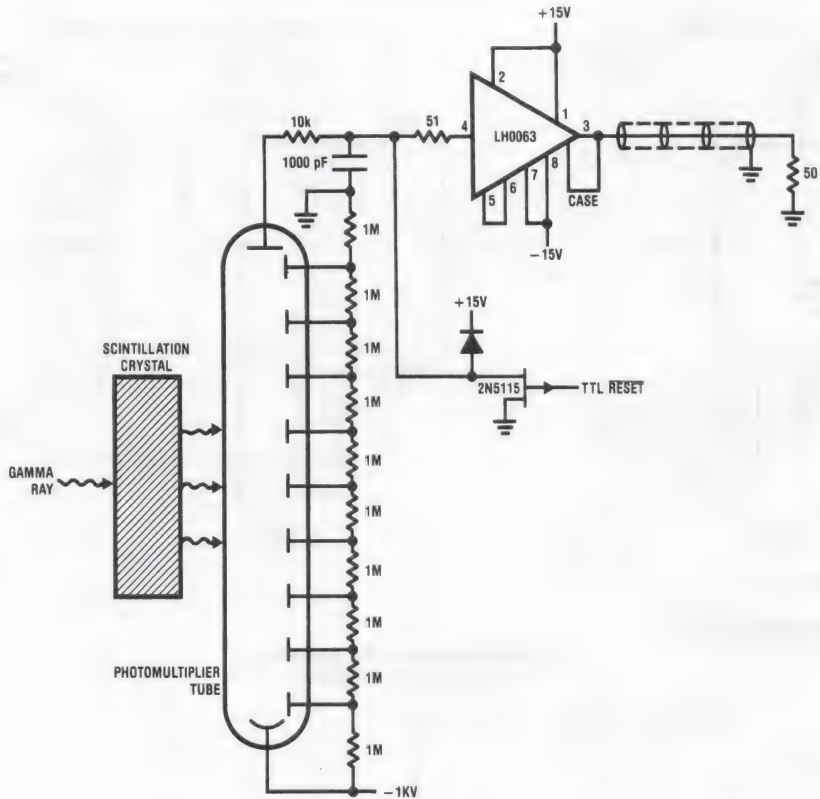 +15V
2
1
10k
51
4
LH0063
3
1000 pF
8
7
6
5
CASE
50
1M
-15V
1M
+15V
1M
SCINTILLATION
CRYSTAL
2N5115
TTL R̅E̅S̅E̅T̅
1M
1M
GAMMA
RAY
1M
1M
1M
PHOTOMULTIPLIER
TUBE
1M
1M
-1KV